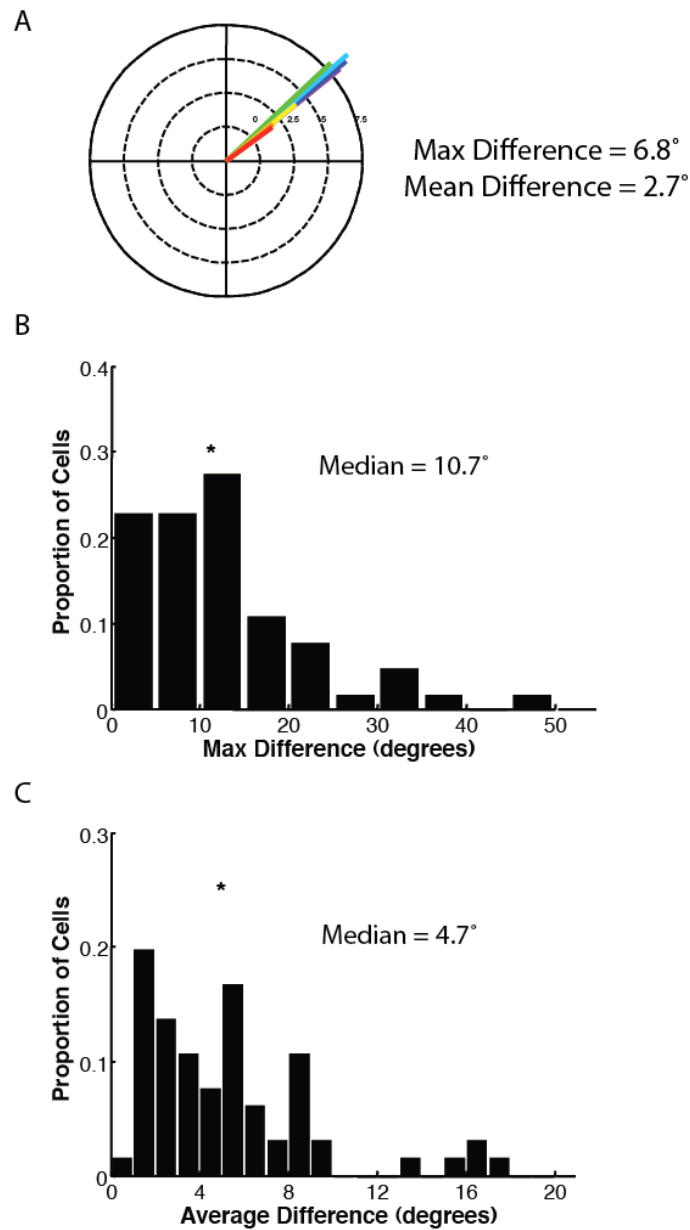 A
0 2.5 5 7.5
Max Difference = 6.8˚
Mean Difference = 2.7˚
B
0.4
0.3
0.2
0.1
0
*
Median = 10.7˚
Proportion of Cells
0 10 20 30 40 50
Max Difference (degrees)
C
0.3
0.2
0.1
0
*
Median = 4.7˚
Proportion of Cells
0 4 8 12 16 20
Average Difference (degrees)